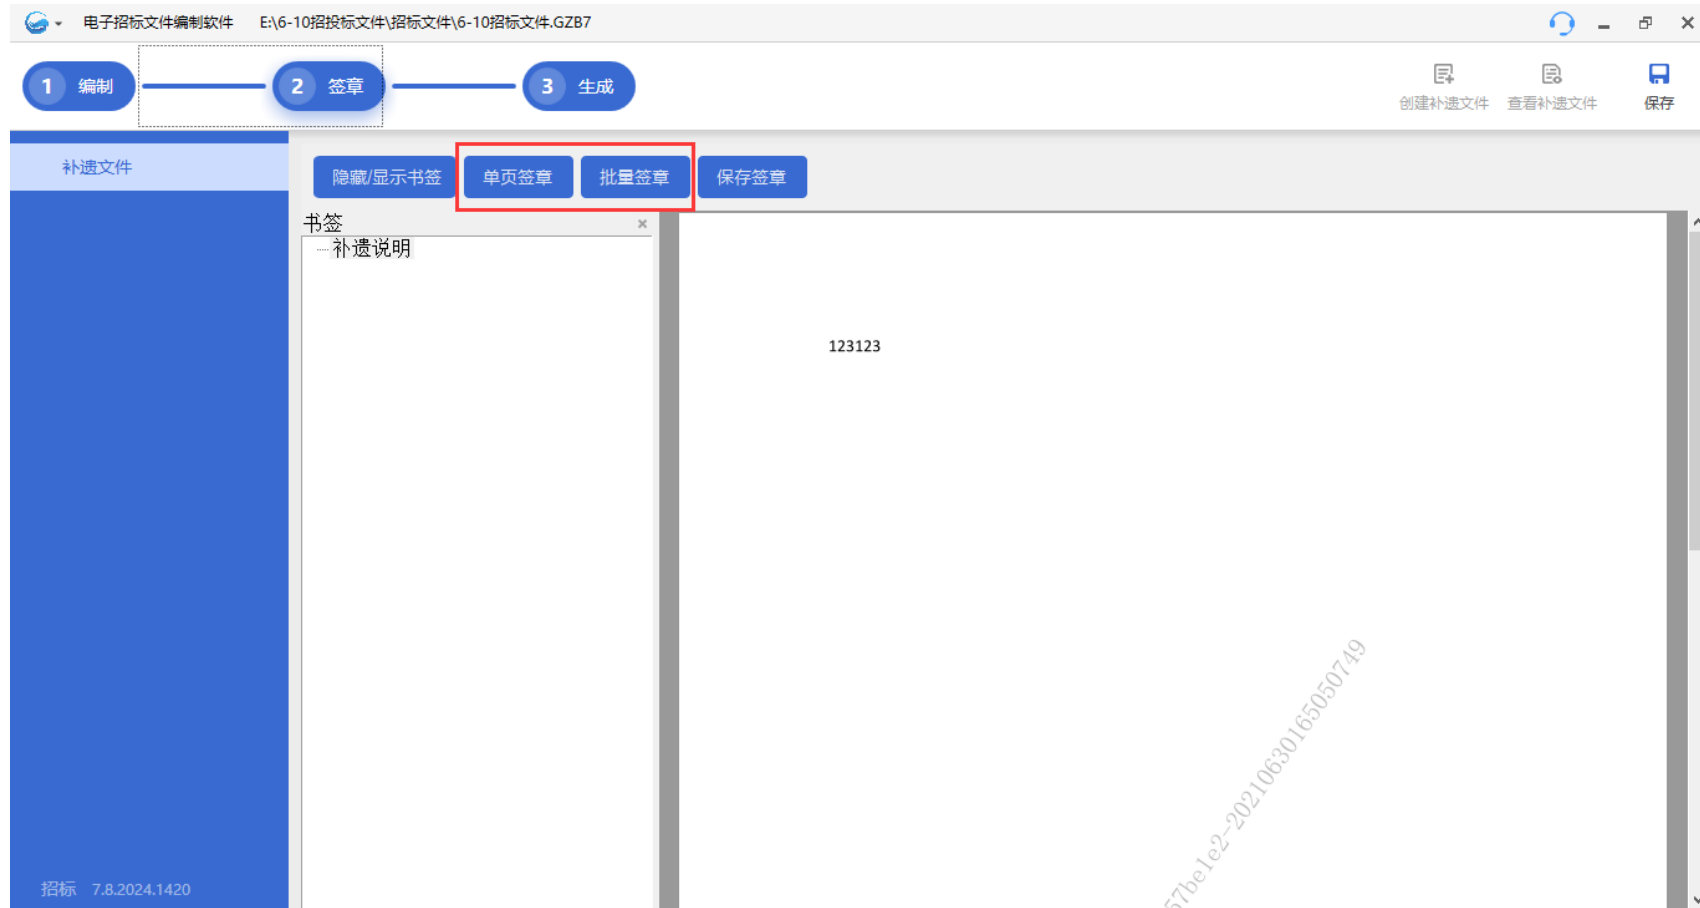 电子招标文件编制软件 E:\6-10招投标文件\招标文件\6-10招标文件.GZB7
1 编制 2 签章 3 生成
创建补遗文件 查看补遗文件 保存
补遗文件
隐藏/显示书签 单页签章 批量签章 保存签章
书签
补遗说明
123123
57be1e2-20210630165050749
招标 7.8.2024.1420